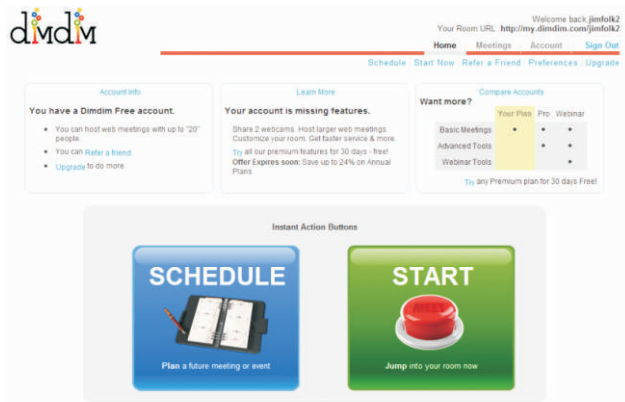 dimdim
Welcome back jimfolk2
Your Room URL http://my.dimdim.com/jimfolk2
Home Meetings Account Sign Out
Schedule Start Now Refer a Friend Preferences Upgrade
Account Info
You have a Dimdim Free account.
• You can host web meetings with up to "20"
people.
• You can Refer a friend.
• Upgrade to do more.
Learn More
Your account is missing features.
Share 2 webcams. Host larger web meetings.
Customize your room. Get faster service & more.
Try all our premium features for 30 days - free!
Offer Expires soon: Save up to 24% on Annual
Plans
Compare Accounts
Want more?
Your Plan Pro Webinar
Basic Meetings • • •
Advanced Tools • •
Webinar Tools •
Try any Premium plan for 30 days Free!
Instant Action Buttons
SCHEDULE
Plan a future meeting or event
START
MEET
Jump into your room now